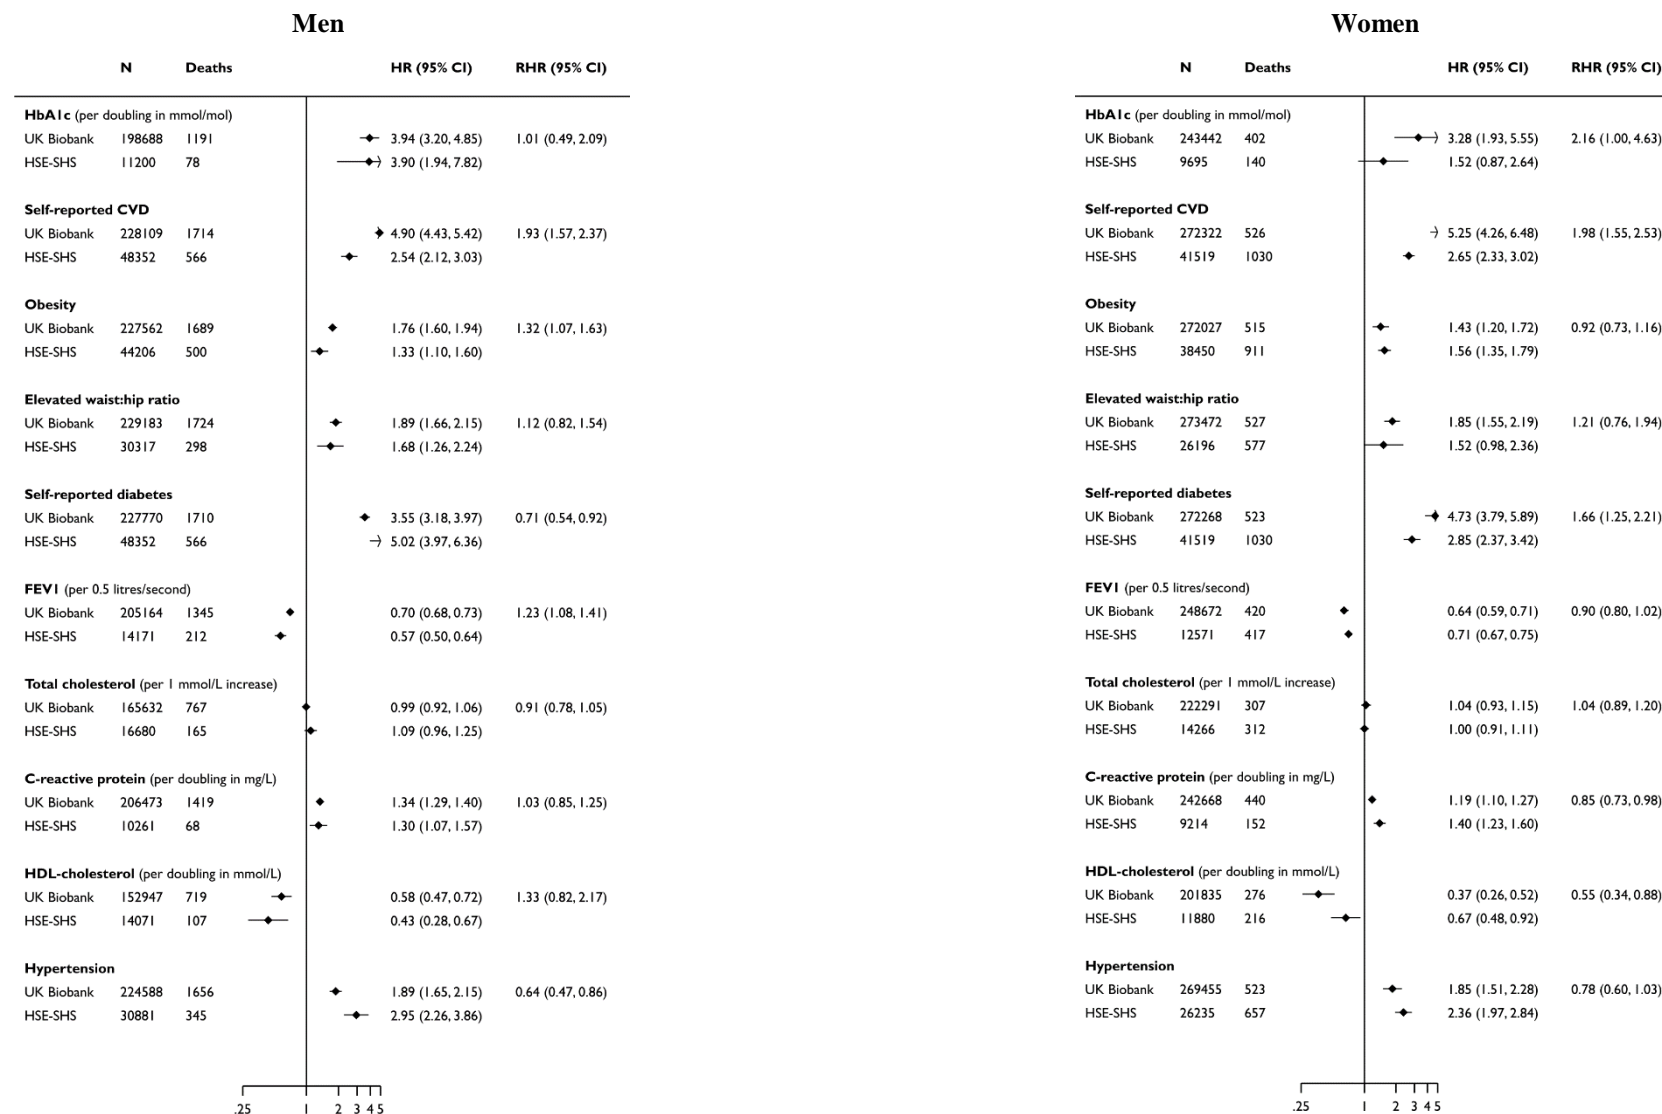 Men
N Deaths HR (95% CI) RHR (95% CI)
HbA1c (per doubling in mmol/mol)
UK Biobank 198688 1191 3.94 (3.20, 4.85) 1.01 (0.49, 2.09)
HSE-SHS 11200 78 3.90 (1.94, 7.82)
Self-reported CVD
UK Biobank 228109 1714 4.90 (4.43, 5.42) 1.93 (1.57, 2.37)
HSE-SHS 48352 566 2.54 (2.12, 3.03)
Obesity
UK Biobank 227562 1689 1.76 (1.60, 1.94) 1.32 (1.07, 1.63)
HSE-SHS 44206 500 1.33 (1.10, 1.60)
Elevated waist:hip ratio
UK Biobank 229183 1724 1.89 (1.66, 2.15) 1.12 (0.82, 1.54)
HSE-SHS 30317 298 1.68 (1.26, 2.24)
Self-reported diabetes
UK Biobank 227770 1710 3.55 (3.18, 3.97) 0.71 (0.54, 0.92)
HSE-SHS 48352 566 5.02 (3.97, 6.36)
FEV1 (per 0.5 litres/second)
UK Biobank 205164 1345 0.70 (0.68, 0.73) 1.23 (1.08, 1.41)
HSE-SHS 14171 212 0.57 (0.50, 0.64)
Total cholesterol (per 1 mmol/L increase)
UK Biobank 165632 767 0.99 (0.92, 1.06) 0.91 (0.78, 1.05)
HSE-SHS 16680 165 1.09 (0.96, 1.25)
C-reactive protein (per doubling in mg/L)
UK Biobank 206473 1419 1.34 (1.29, 1.40) 1.03 (0.85, 1.25)
HSE-SHS 10261 68 1.30 (1.07, 1.57)
HDL-cholesterol (per doubling in mmol/L)
UK Biobank 152947 719 0.58 (0.47, 0.72) 1.33 (0.82, 2.17)
HSE-SHS 14071 107 0.43 (0.28, 0.67)
Hypertension
UK Biobank 224588 1656 1.89 (1.65, 2.15) 0.64 (0.47, 0.86)
HSE-SHS 30881 345 2.95 (2.26, 3.86)
.25 1 2 3 4 5
Women
N Deaths HR (95% CI) RHR (95% CI)
HbA1c (per doubling in mmol/mol)
UK Biobank 243442 402 3.28 (1.93, 5.55) 2.16 (1.00, 4.63)
HSE-SHS 9695 140 1.52 (0.87, 2.64)
Self-reported CVD
UK Biobank 272322 526 5.25 (4.26, 6.48) 1.98 (1.55, 2.53)
HSE-SHS 41519 1030 2.65 (2.33, 3.02)
Obesity
UK Biobank 272027 515 1.43 (1.20, 1.72) 0.92 (0.73, 1.16)
HSE-SHS 38450 911 1.56 (1.35, 1.79)
Elevated waist:hip ratio
UK Biobank 273472 527 1.85 (1.55, 2.19) 1.21 (0.76, 1.94)
HSE-SHS 26196 577 1.52 (0.98, 2.36)
Self-reported diabetes
UK Biobank 272268 523 4.73 (3.79, 5.89) 1.66 (1.25, 2.21)
HSE-SHS 41519 1030 2.85 (2.37, 3.42)
FEV1 (per 0.5 litres/second)
UK Biobank 248672 420 0.64 (0.59, 0.71) 0.90 (0.80, 1.02)
HSE-SHS 12571 417 0.71 (0.67, 0.75)
Total cholesterol (per 1 mmol/L increase)
UK Biobank 222291 307 1.04 (0.93, 1.15) 1.04 (0.89, 1.20)
HSE-SHS 14266 312 1.00 (0.91, 1.11)
C-reactive protein (per doubling in mg/L)
UK Biobank 242668 440 1.19 (1.10, 1.27) 0.85 (0.73, 0.98)
HSE-SHS 9214 152 1.40 (1.23, 1.60)
HDL-cholesterol (per doubling in mmol/L)
UK Biobank 201835 276 0.37 (0.26, 0.52) 0.55 (0.34, 0.88)
HSE-SHS 11880 216 0.67 (0.48, 0.92)
Hypertension
UK Biobank 269455 523 1.85 (1.51, 2.28) 0.78 (0.60, 1.03)
HSE-SHS 26235 657 2.36 (1.97, 2.84)
.25 1 2 3 4 5